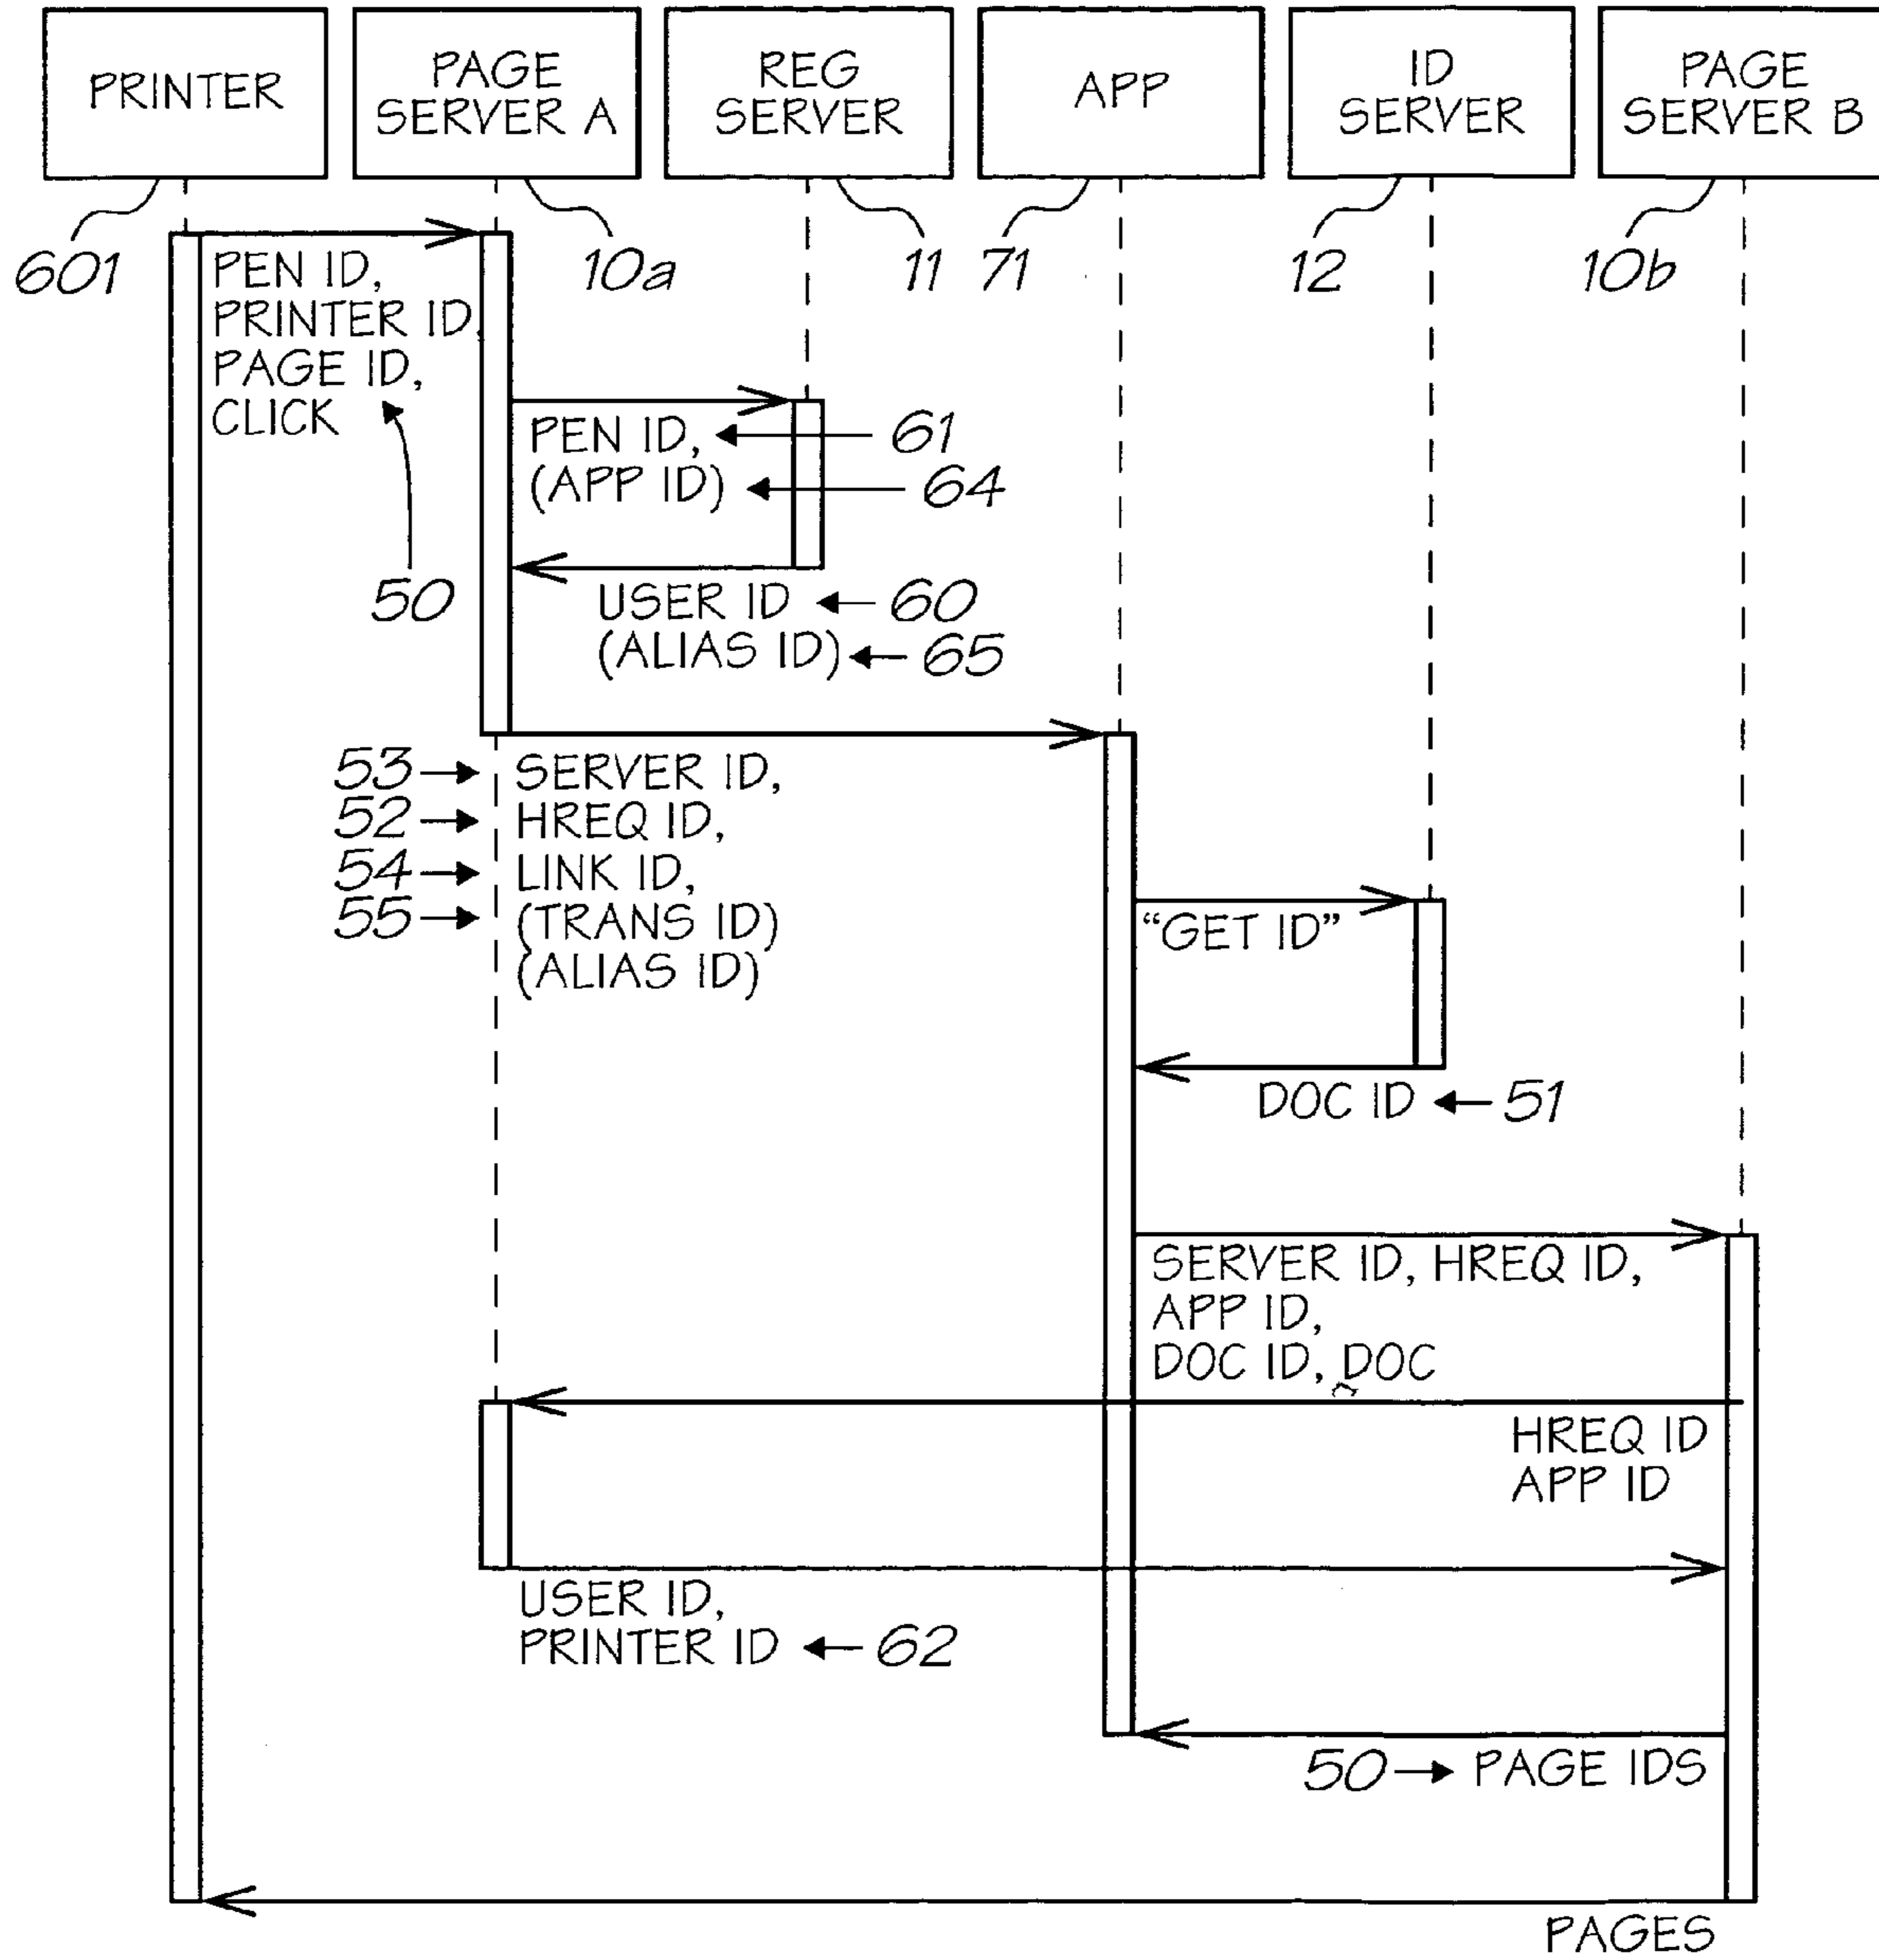 PRINTER
PAGE
SERVER A
REG
SERVER
APP
ID
SERVER
PAGE
SERVER B
601
10a
11
71
12
10b
PEN ID,
PRINTER ID,
PAGE ID,
CLICK
50
PEN ID,
61
(APP ID)
64
USER ID
60
(ALIAS ID)
65
53
SERVER ID,
52
HREQ ID,
54
LINK ID,
55
(TRANS ID)
(ALIAS ID)
“GET ID”
DOC ID
51
SERVER ID, HREQ ID,
APP ID,
DOC ID, DOC
HREQ ID
APP ID
USER ID,
PRINTER ID
62
50
PAGE IDS
PAGES